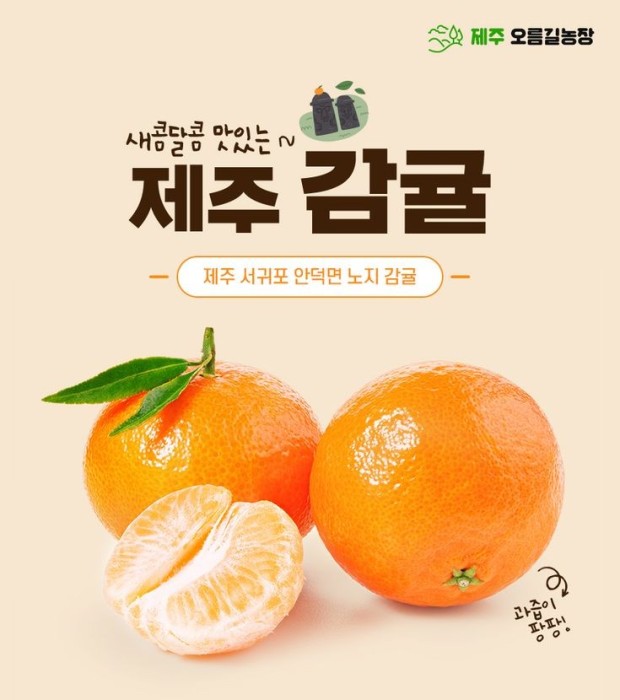 제주 오름길농장
새콤달콤 맛있는~
제주 감귤
제주 서귀포 안덕면 노지 감귤
과즙이
팡팡!